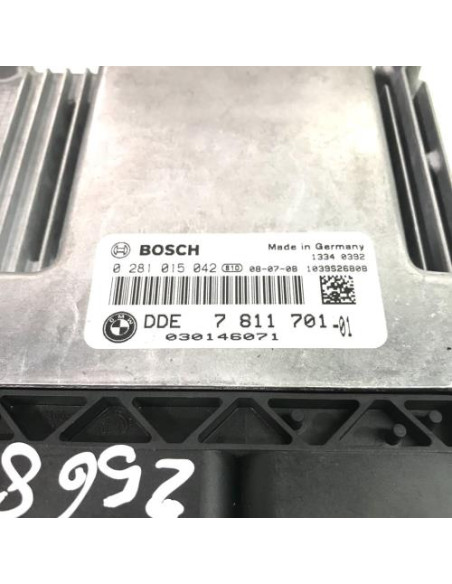 BOSCH Made in Germany
1334 0392
0 281 015 042 810 08-07-08 1039S26808
DDE 7 811 701-01
030146071
2568